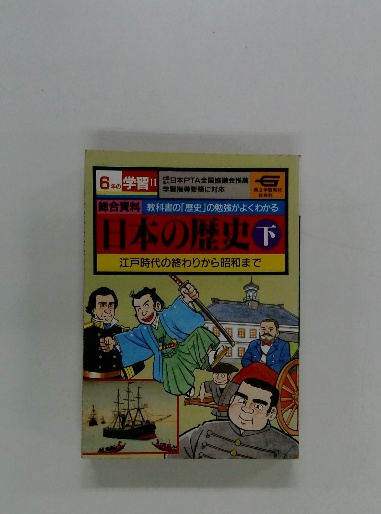 6年の学習11
日本PTA全国協議会推薦
学習指導要領に対応
総合資料 教科書の「歴史」の勉強がよくわかる
日本の歴史 下
江戸時代の終わりから昭和まで